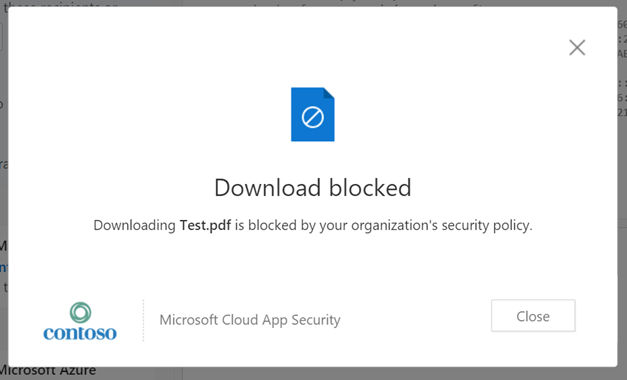 Download blocked
Downloading Test.pdf is blocked by your organization's security policy.
contoso
Microsoft Cloud App Security
Close
Microsoft Azure